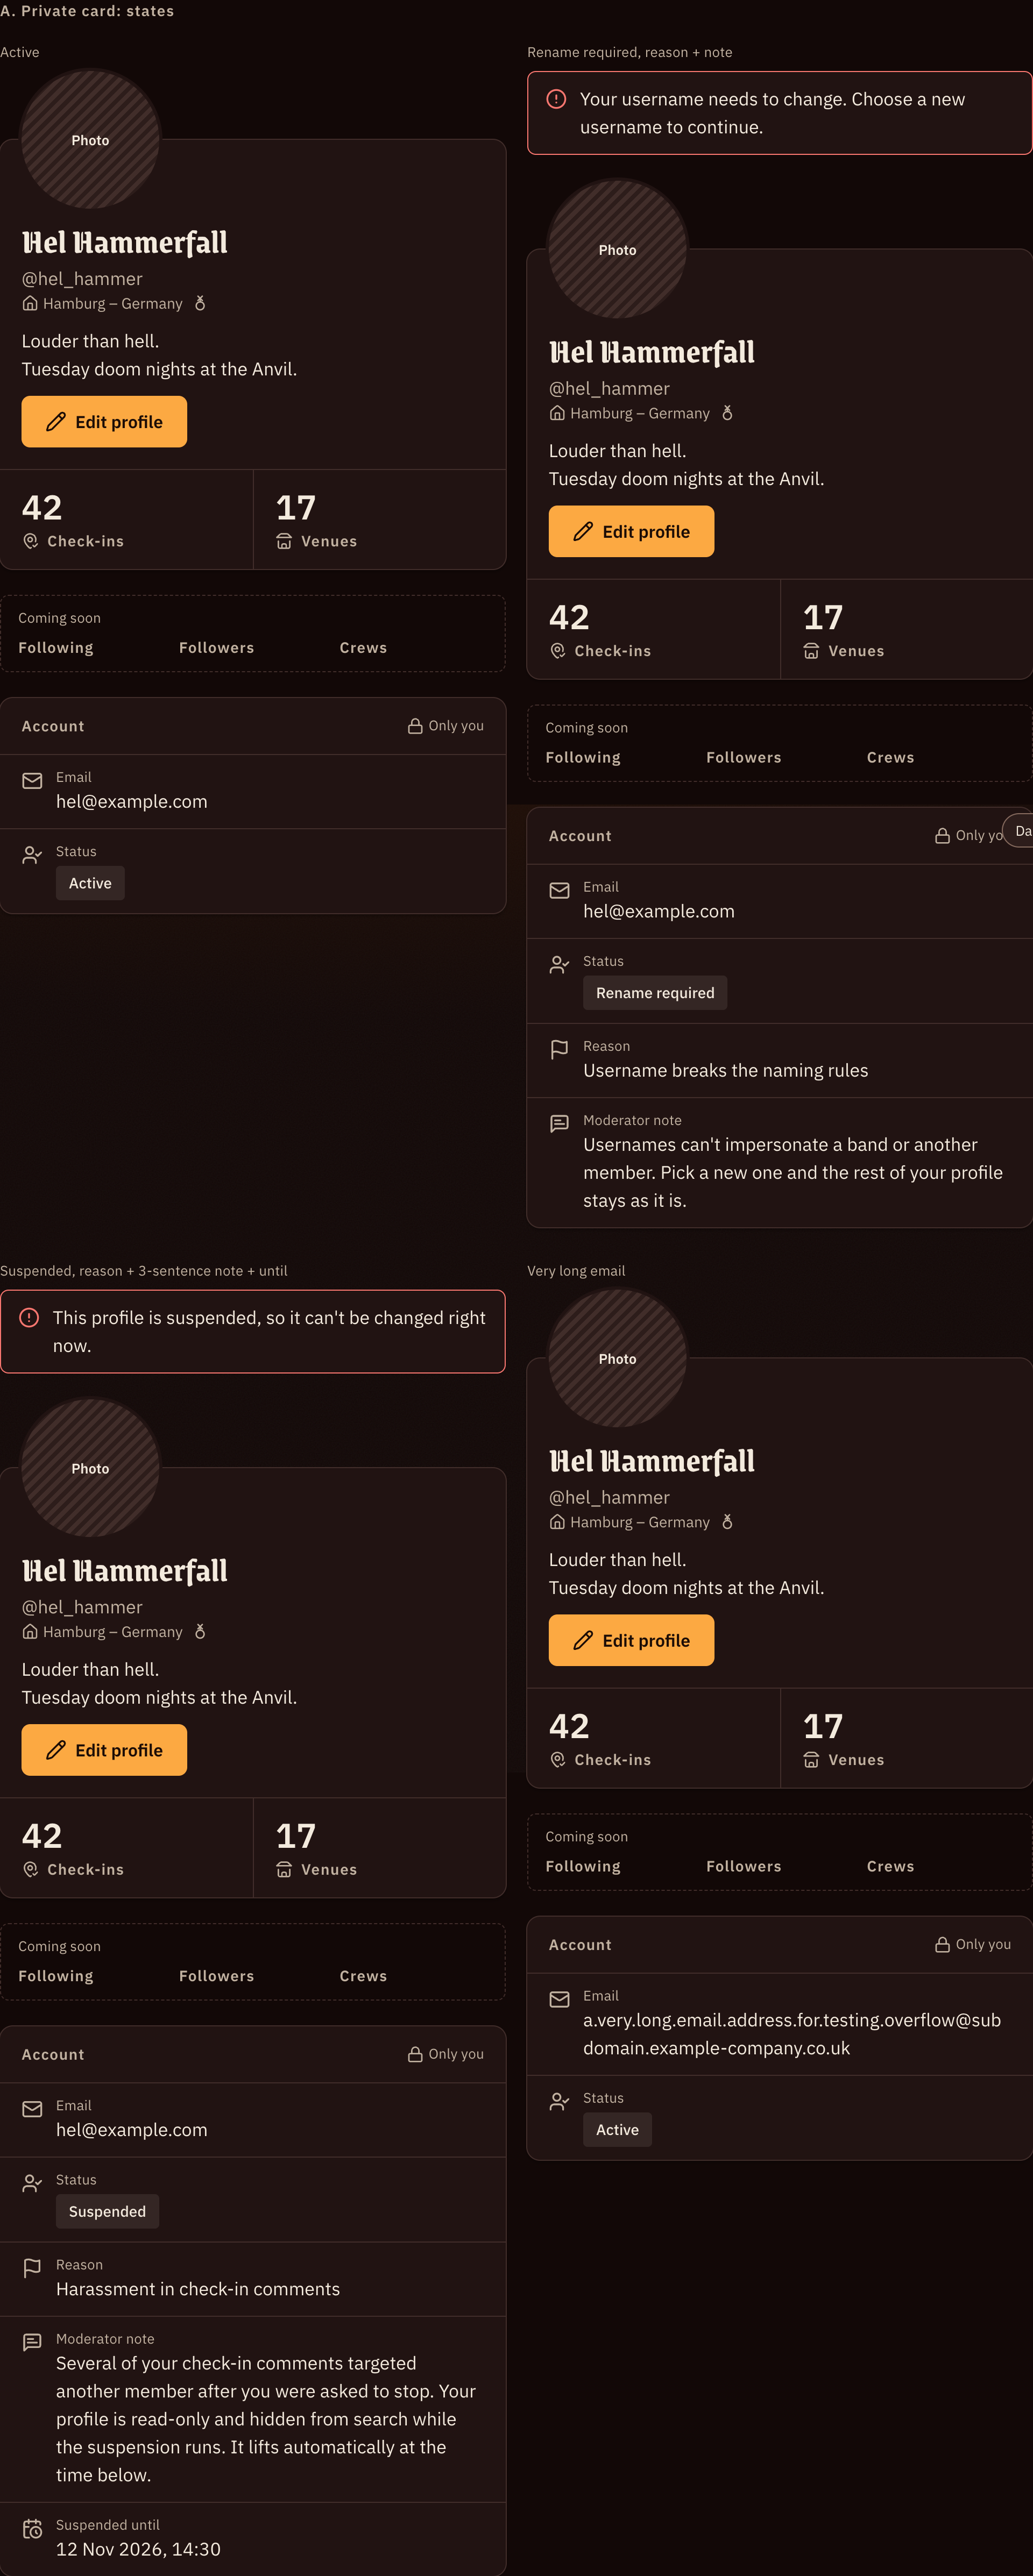 A. Private card: states
Active
Photo
Hel Hammerfall
@hel_hammer
Hamburg – Germany
Louder than hell.
Tuesday doom nights at the Anvil.
Edit profile
42
Check-ins
17
Venues
Coming soon
Following
Followers
Crews
Account
Only you
Email
hel@example.com
Status
Active
Rename required, reason + note
Your username needs to change. Choose a new
username to continue.
Photo
Hel Hammerfall
@hel_hammer
Hamburg – Germany
Louder than hell.
Tuesday doom nights at the Anvil.
Edit profile
42
Check-ins
17
Venues
Coming soon
Following
Followers
Crews
Account
Only yo
Da
Email
hel@example.com
Status
Rename required
Reason
Username breaks the naming rules
Moderator note
Usernames can't impersonate a band or another
member. Pick a new one and the rest of your profile
stays as it is.
Suspended, reason + 3-sentence note + until
This profile is suspended, so it can't be changed right
now.
Photo
Hel Hammerfall
@hel_hammer
Hamburg – Germany
Louder than hell.
Tuesday doom nights at the Anvil.
Edit profile
42
Check-ins
17
Venues
Coming soon
Following
Followers
Crews
Account
Only you
Email
hel@example.com
Status
Suspended
Reason
Harassment in check-in comments
Moderator note
Several of your check-in comments targeted
another member after you were asked to stop. Your
profile is read-only and hidden from search while
the suspension runs. It lifts automatically at the
time below.
Suspended until
12 Nov 2026, 14:30
Very long email
Photo
Hel Hammerfall
@hel_hammer
Hamburg – Germany
Louder than hell.
Tuesday doom nights at the Anvil.
Edit profile
42
Check-ins
17
Venues
Coming soon
Following
Followers
Crews
Account
Only you
Email
a.very.long.email.address.for.testing.overflow@sub
domain.example-company.co.uk
Status
Active